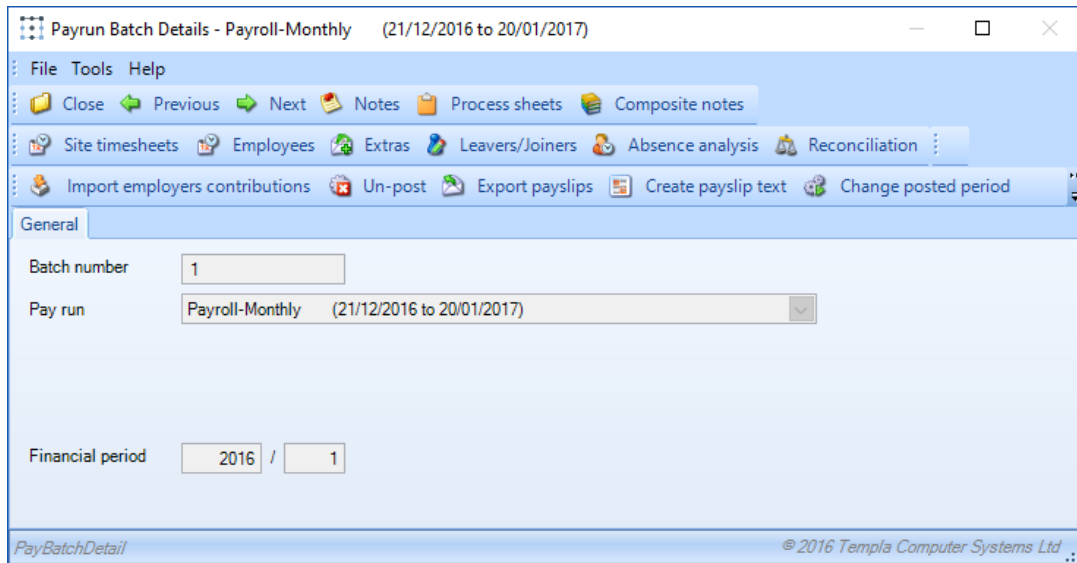 Payrun Batch Details - Payroll-Monthly (21/12/2016 to 20/01/2017)
File Tools Help
Close Previous Next Notes Process sheets Composite notes
Site timesheets Employees Extras Leavers/Joiners Absence analysis Reconciliation
Import employers contributions Un-post Export payslips Create payslip text Change posted period
General
Batch number 1
Pay run Payroll-Monthly (21/12/2016 to 20/01/2017)
Financial period 2016 / 1
PayBatchDetail © 2016 Templa Computer Systems Ltd